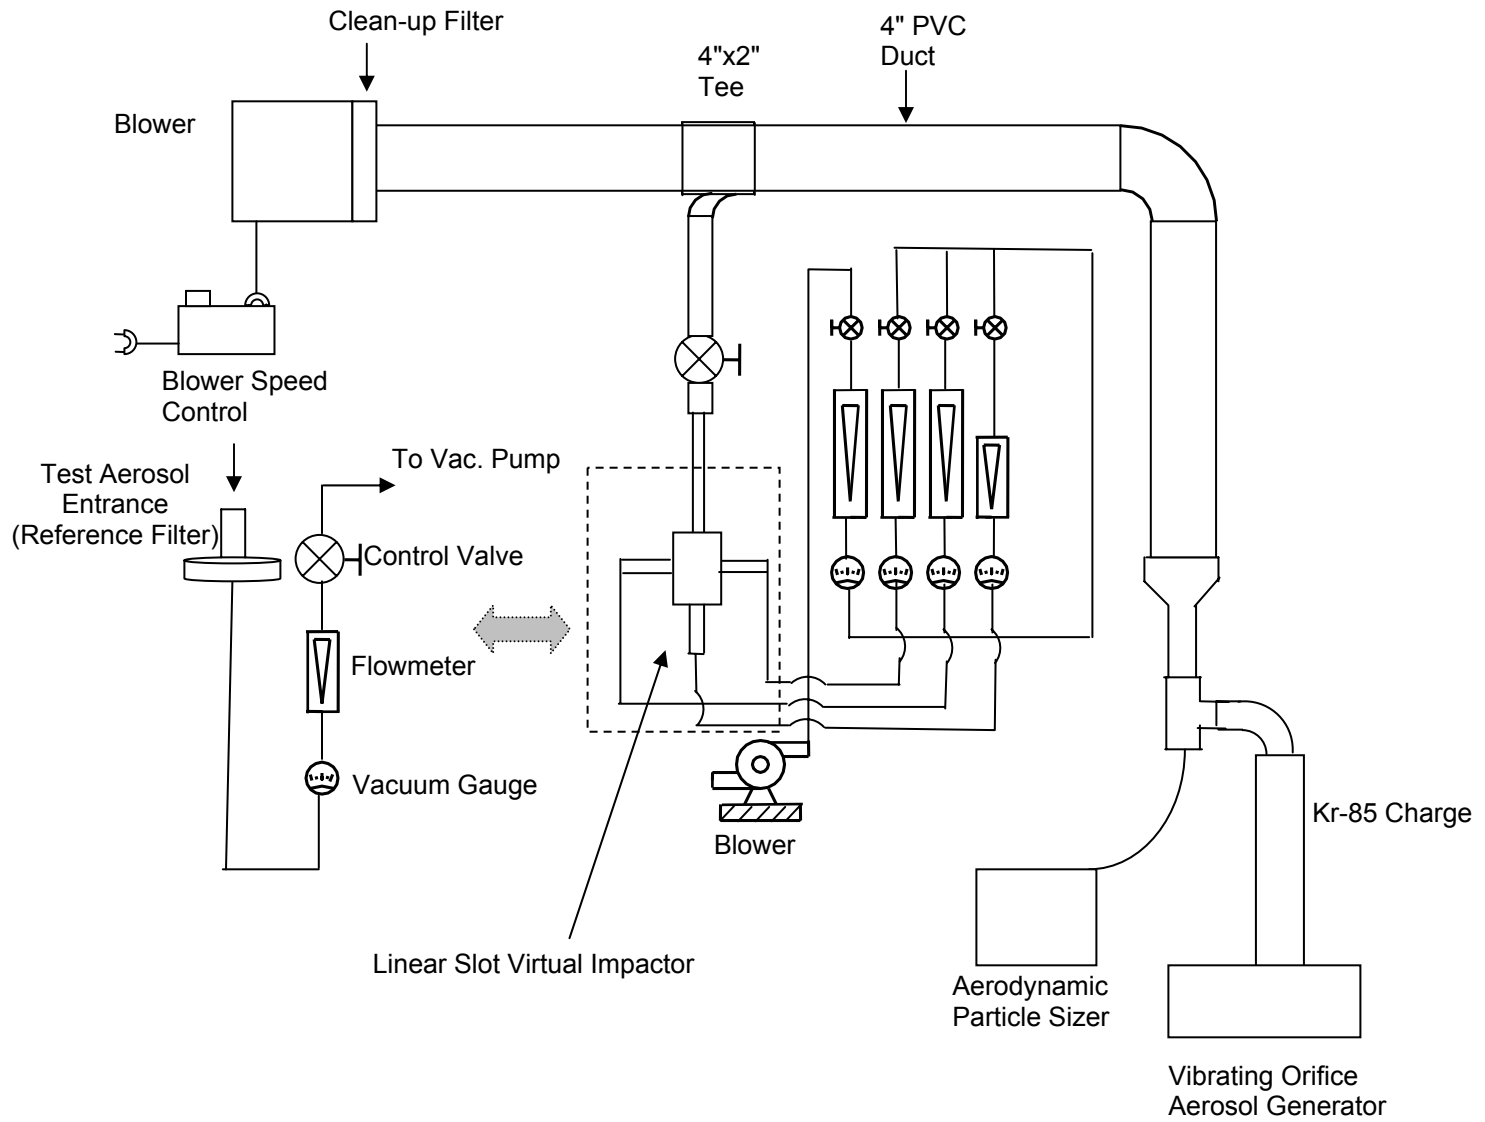 Clean-up Filter
4" PVC
Duct
4"x2"
Tee
Blower
Blower Speed
Control
To Vac. Pump
Test Aerosol
Entrance
(Reference Filter)
Control Valve
Flowmeter
Vacuum Gauge
Kr-85 Charge
Blower
Linear Slot Virtual Impactor
Aerodynamic
Particle Sizer
Vibrating Orifice
Aerosol Generator